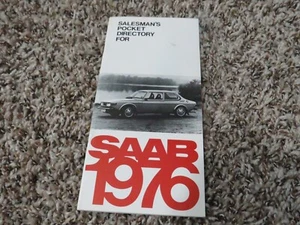 SALESMAN'S
POCKET
DIRECTORY
FOR
SAAB
1976